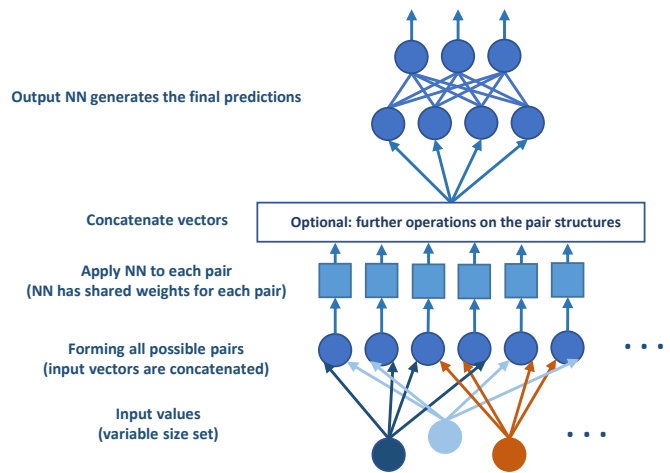 Output NN generates the final predictions
Concatenate vectors
Optional: further operations on the pair structures
Apply NN to each pair
(NN has shared weights for each pair)
Forming all possible pairs
(input vectors are concatenated)
. . .
Input values
(variable size set)
. . .